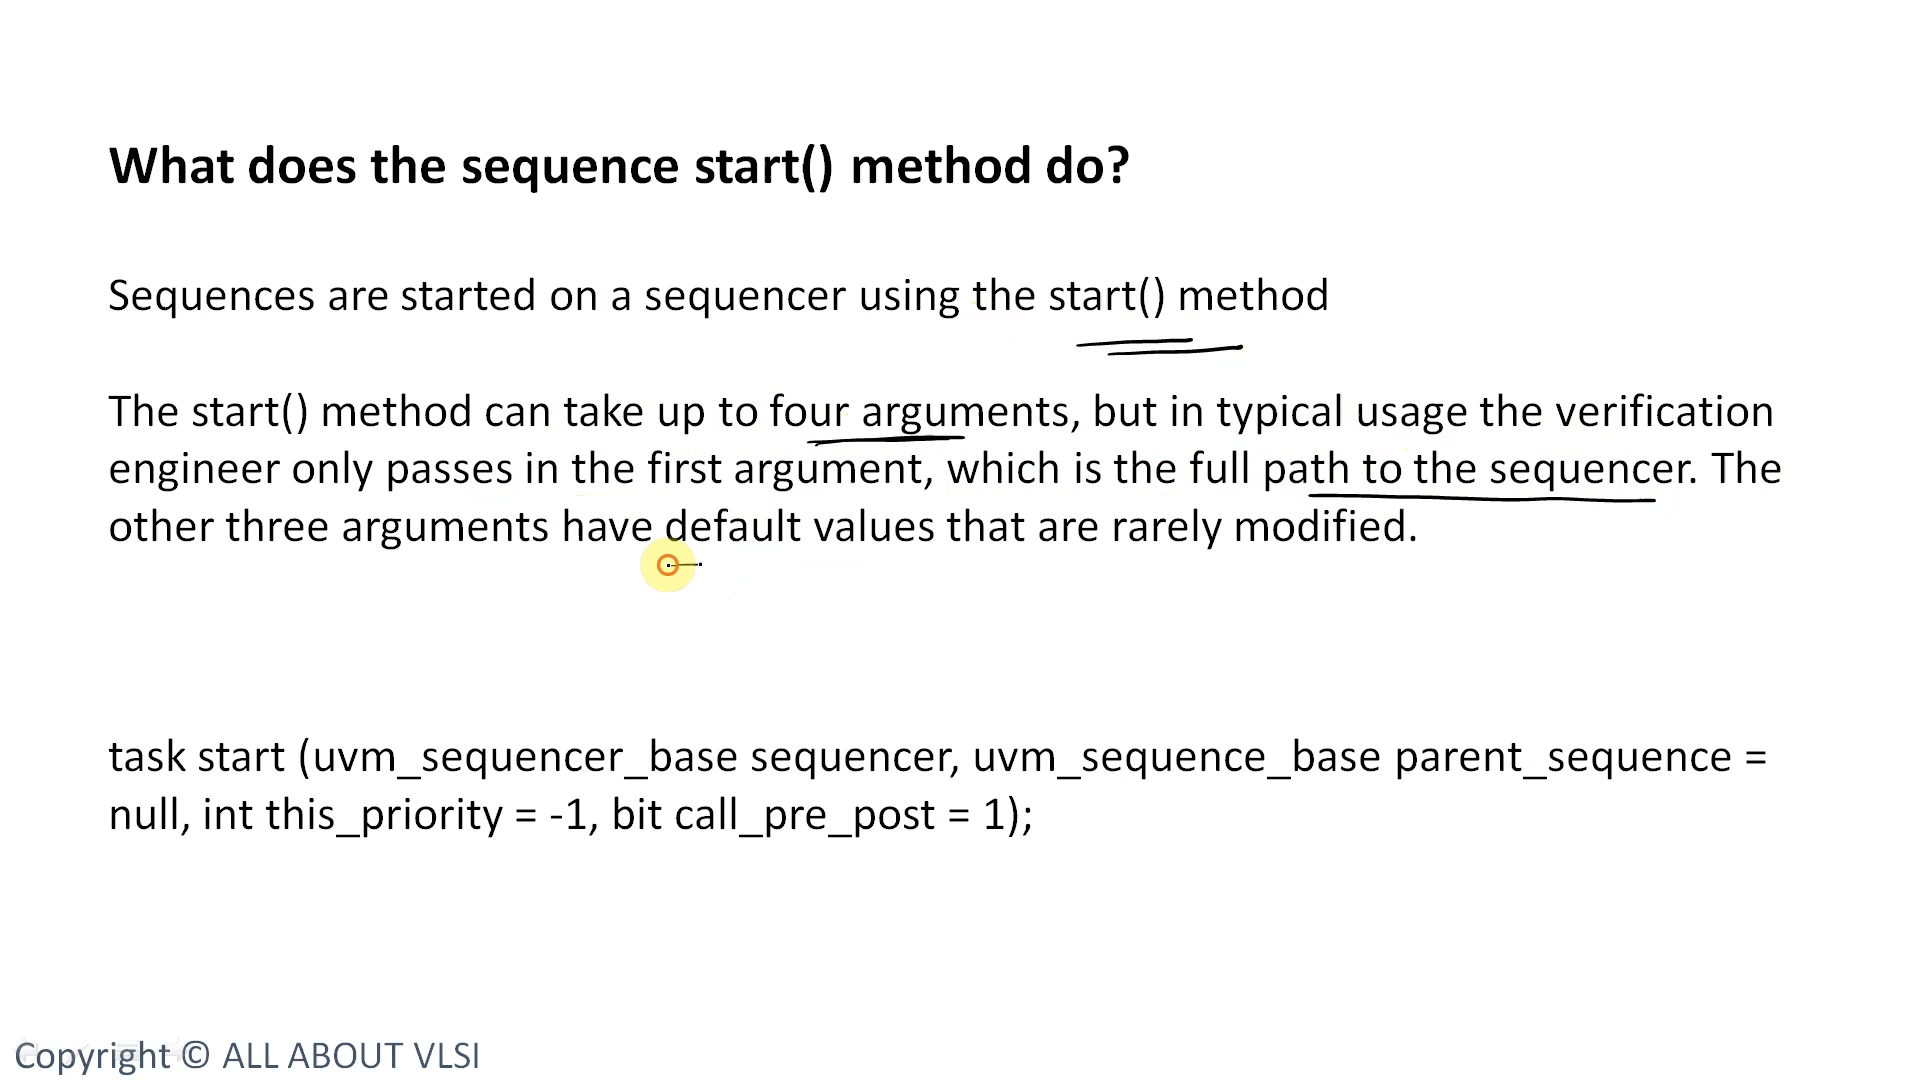 What does the sequence start() method do?
Sequences are started on a sequencer using the start() method
The start() method can take up to four arguments, but in typical usage the verification
engineer only passes in the first argument, which is the full path to the sequencer. The
other three arguments have default values that are rarely modified.
task start (uvm_sequencer_base sequencer, uvm_sequence_base parent_sequence =
null, int this_priority = -1, bit call_pre_post = 1);
Copyright © ALL ABOUT VLSI